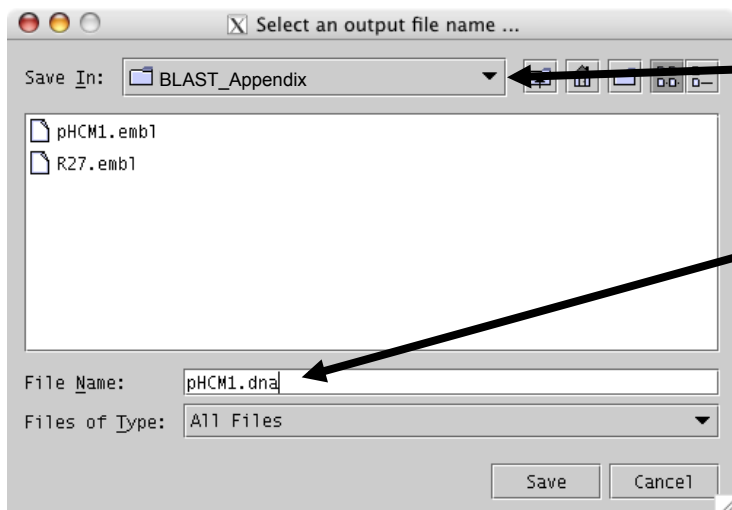 Select an output file name ...
Save In: BLAST_Appendix
pHCM1.embl
R27.embl
File Name: pHCM1.dna
Files of Type: All Files
Save Cancel